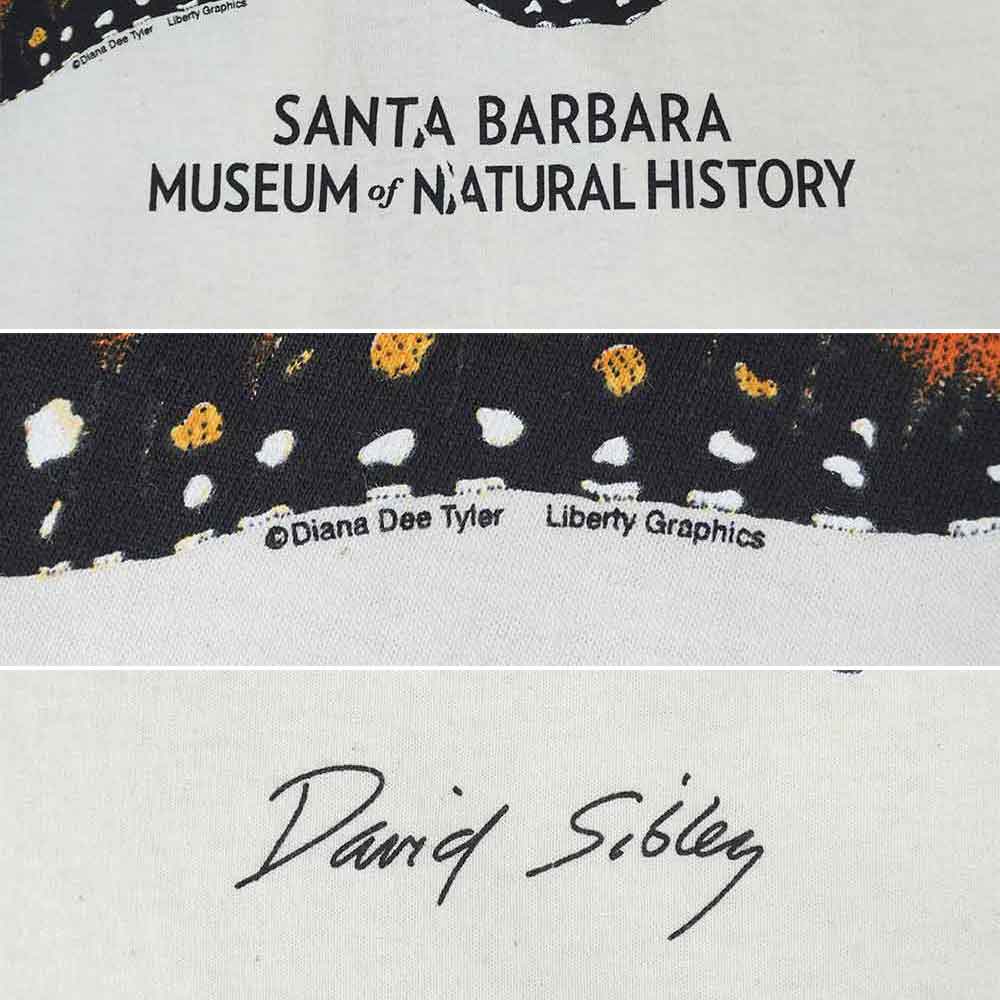 ©Diana Dee Tyler Liberty Graphics
SANTA BARBARA
MUSEUM of NATURAL HISTORY
©Diana Dee Tyler Liberty Graphics
David Sibley